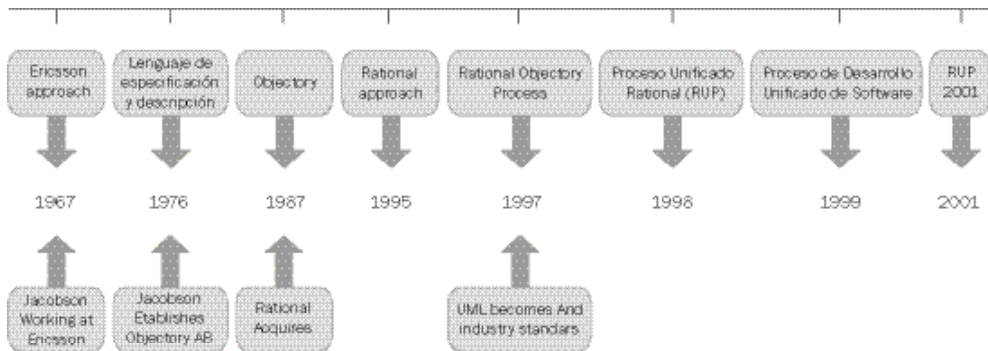 Ericsson
approach
Lenguaje de
especificación
y descripción
Objectory
Rational
approach
Rational Objectory
Process
Proceso Unificado
Rational (RUP)
Proceso de Desarrollo
Unificado de Software
RUP
2001
1967
1976
1987
1995
1997
1998
1999
2001
Jacobson
Working at
Ericsson
Jacobson
Etablishes
Objectory AB
Rational
Acquires
UML becomes And
industry standars